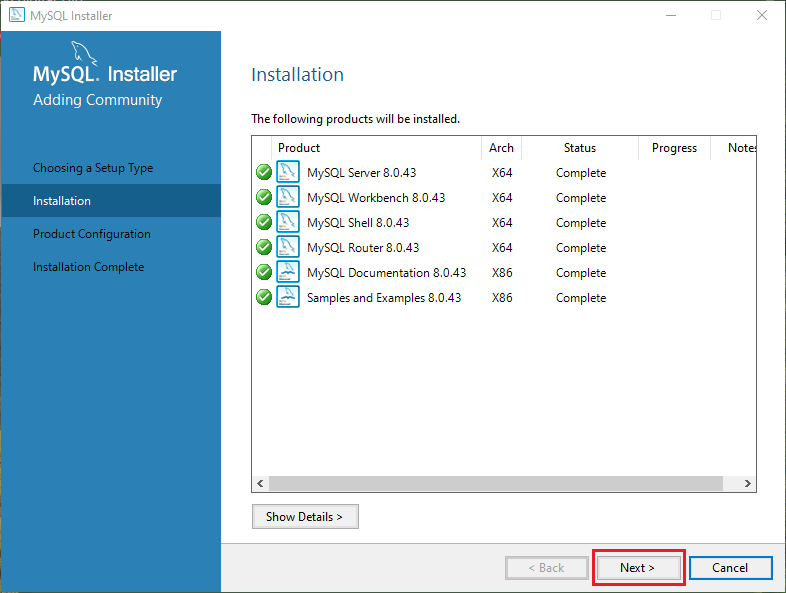 MySQL Installer
MySQL. Installer
Adding Community
Choosing a Setup Type
Installation
Product Configuration
Installation Complete
Installation
The following products will be installed.
Product Arch Status Progress Notes
MySQL Server 8.0.43 X64 Complete
MySQL Workbench 8.0.43 X64 Complete
MySQL Shell 8.0.43 X64 Complete
MySQL Router 8.0.43 X64 Complete
MySQL Documentation 8.0.43 X86 Complete
Samples and Examples 8.0.43 X86 Complete
Show Details >
< Back Next > Cancel